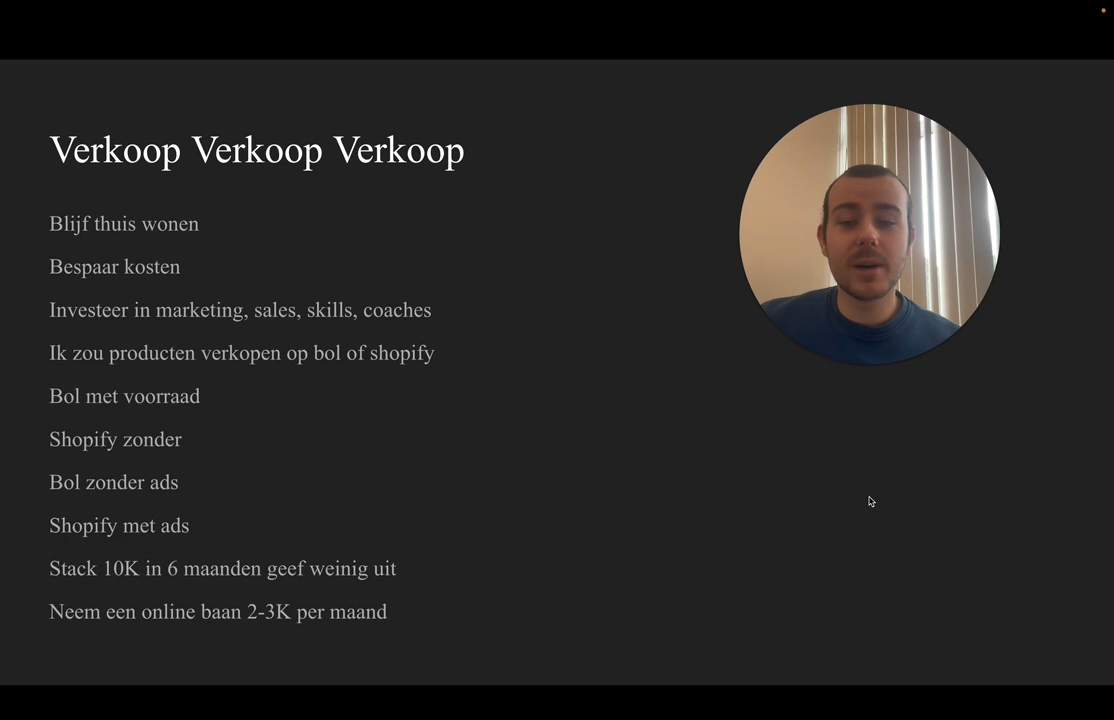 Verkoop Verkoop Verkoop
Blijf thuis wonen
Bespaar kosten
Investeer in marketing, sales, skills, coaches
Ik zou producten verkopen op bol of shopify
Bol met voorraad
Shopify zonder
Bol zonder ads
Shopify met ads
Stack 10K in 6 maanden geef weinig uit
Neem een online baan 2-3K per maand